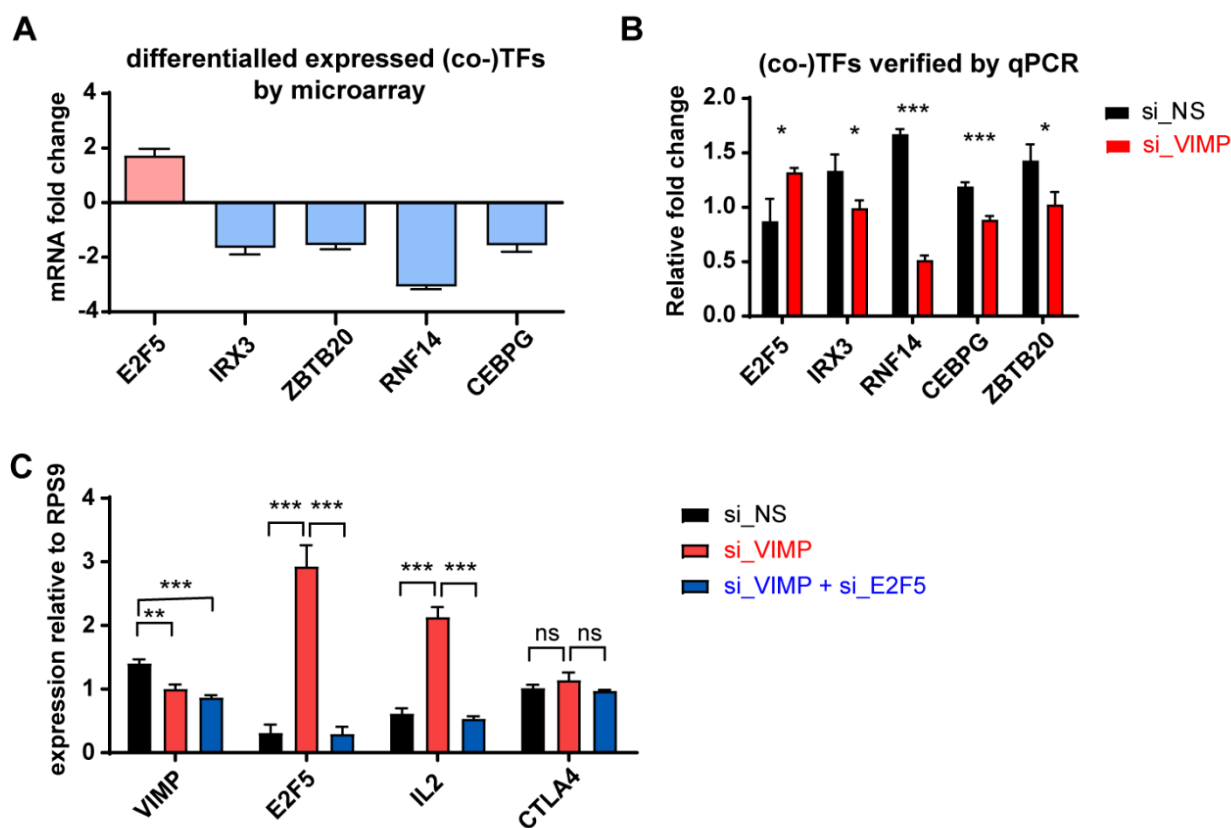 A
differentialled expressed (co-)TFs
by microarray
mRNA fold change
4
2
0
-2
-4
E2F5
IRX3
ZBTB20
RNF14
CEBPG
B
(co-)TFs verified by qPCR
Relative fold change
2.0
1.5
1.0
0.5
0.0
*
*
***
***
*
E2F5
IRX3
RNF14
CEBPG
ZBTB20
si_NS
si_VIMP
C
expression relative to RPS9
4
3
2
1
0
***
**
*** ***
*** ***
ns ns
VIMP
E2F5
IL2
CTLA4
si_NS
si_VIMP
si_VIMP + si_E2F5